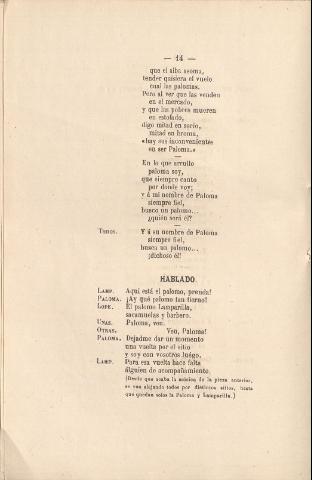 — 14 —
que el alba asoma,
tender quisiera el vuelo
cual las palomas.
Pero al ver que las venden
en el mercado,
y que las pobres mueren
en estofado,
digo mitad en serio,
mitad en broma,
«hay sus inconvenientes
en ser Paloma.»
En lo que arrullo
paloma soy,
que siempre canto
por donde voy;
y á mi nombre de Paloma
siempre fiel,
busco un palomo...
¿quién será él?
TODOS. Y á su nombre de Paloma
siempre fiel,
busca un palomo...
¡dichoso él!
HABLADO
LAMP. Aquí está el palomo, prenda!
PALOMA. ¡Ay qué palomo tan tierno!
LOPE. El palomo Lamparilla,
sacamuelas y barbero.
UNAS. Paloma, ven.
OTRAS. Ven, Paloma!
PALOMA. Dejadme dar un momento
una vuelta por el sitio
y soy con vosotros luégo.
LAMP. Para esa vuelta hace falta
álguien de acompañamiento.
(Desde que acaba la música de la pieza anterior,
se van alejando todos por distintos sitios, hasta
que quedan solos la Paloma y Lamparilla.)